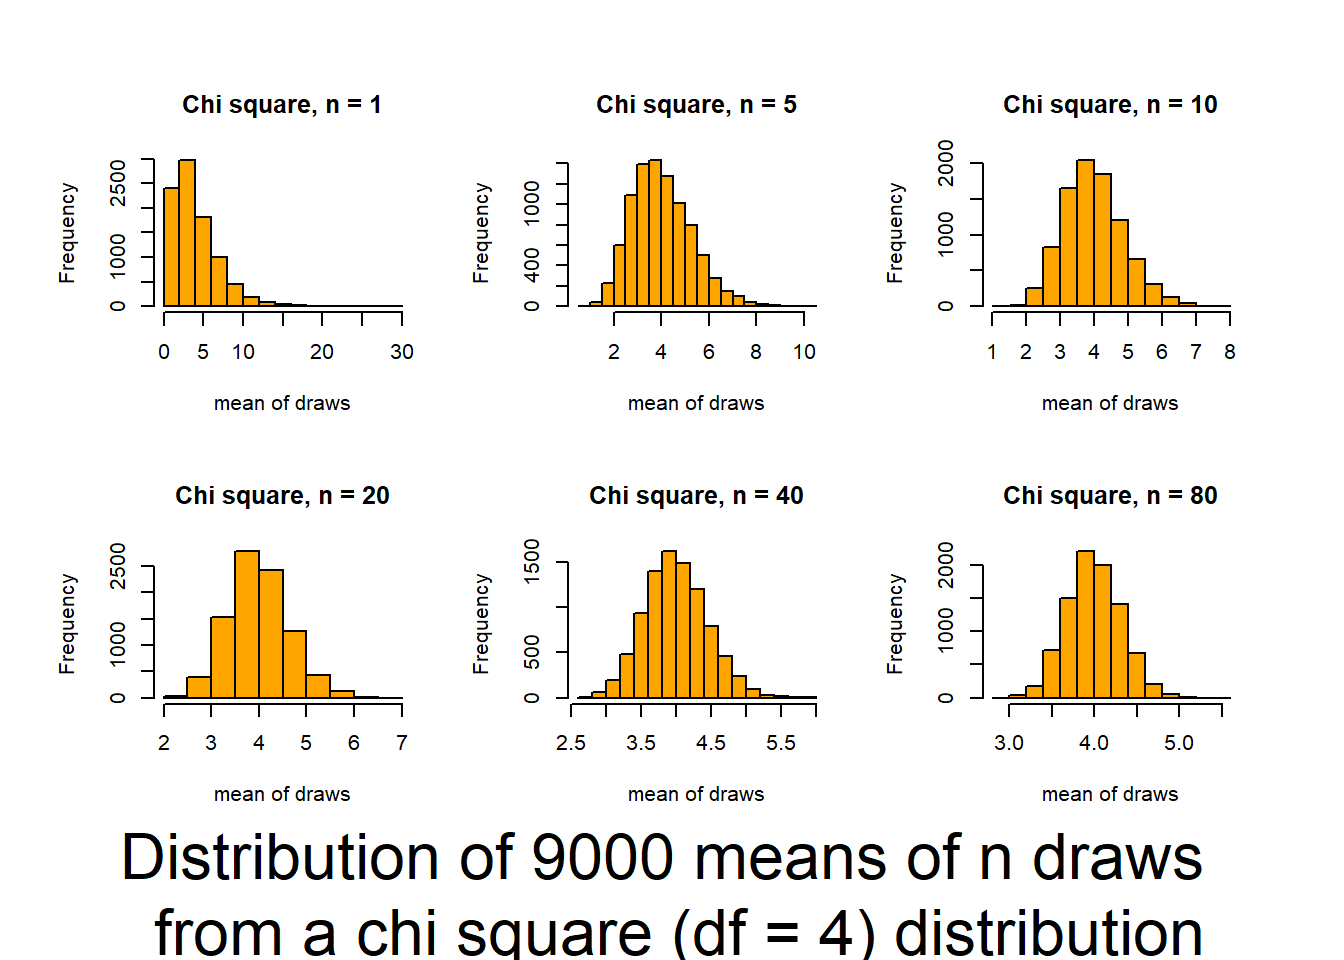 Chi square, n = 1
Frequency
0 1000 2500
0 5 10 20 30
mean of draws
Chi square, n = 5
Frequency
0 400 1000
2 4 6 8 10
mean of draws
Chi square, n = 10
Frequency
0 1000 2000
1 2 3 4 5 6 7 8
mean of draws
Chi square, n = 20
Frequency
0 1000 2500
2 3 4 5 6 7
mean of draws
Chi square, n = 40
Frequency
0 500 1500
2.5 3.5 4.5 5.5
mean of draws
Chi square, n = 80
Frequency
0 1000 2000
3.0 4.0 5.0
mean of draws
Distribution of 9000 means of n draws
from a chi square (df = 4) distribution